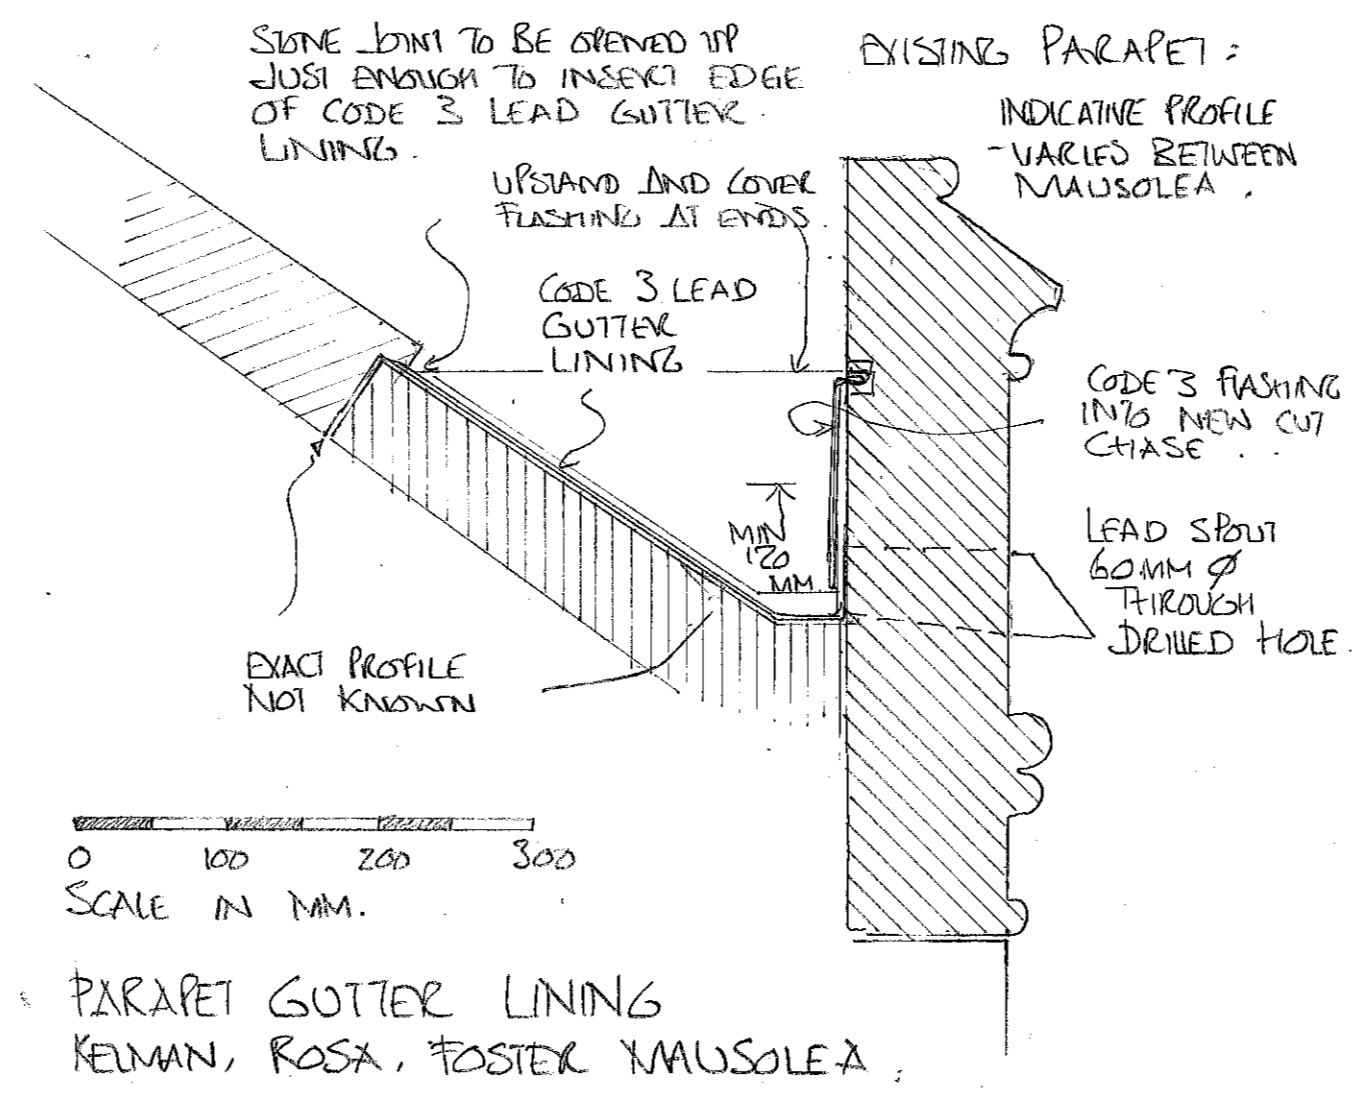 STONE JOINT TO BE OPENED UP
JUST ENOUGH TO INSERT EDGE
OF CODE 3 LEAD GUTTER
LINING.
EXISTING PARAPET:
INDICATIVE PROFILE
- VARIES BETWEEN
MAUSOLEA.
UPSTAND AND COVER
FLASHING AT ENDS.
CODE 3 LEAD
GUTTER
LINING
CODE 3 FLASHING
INTO NEW CUT
CHASE.
MIN
120
MM
LEAD SPOUT
60MM Ø
THROUGH
DRILLED HOLE.
EXACT PROFILE
NOT KNOWN
0 100 200 300
SCALE IN MM.
PARAPET GUTTER LINING
KELMAN, ROSA, FOSTER MAUSOLEA.